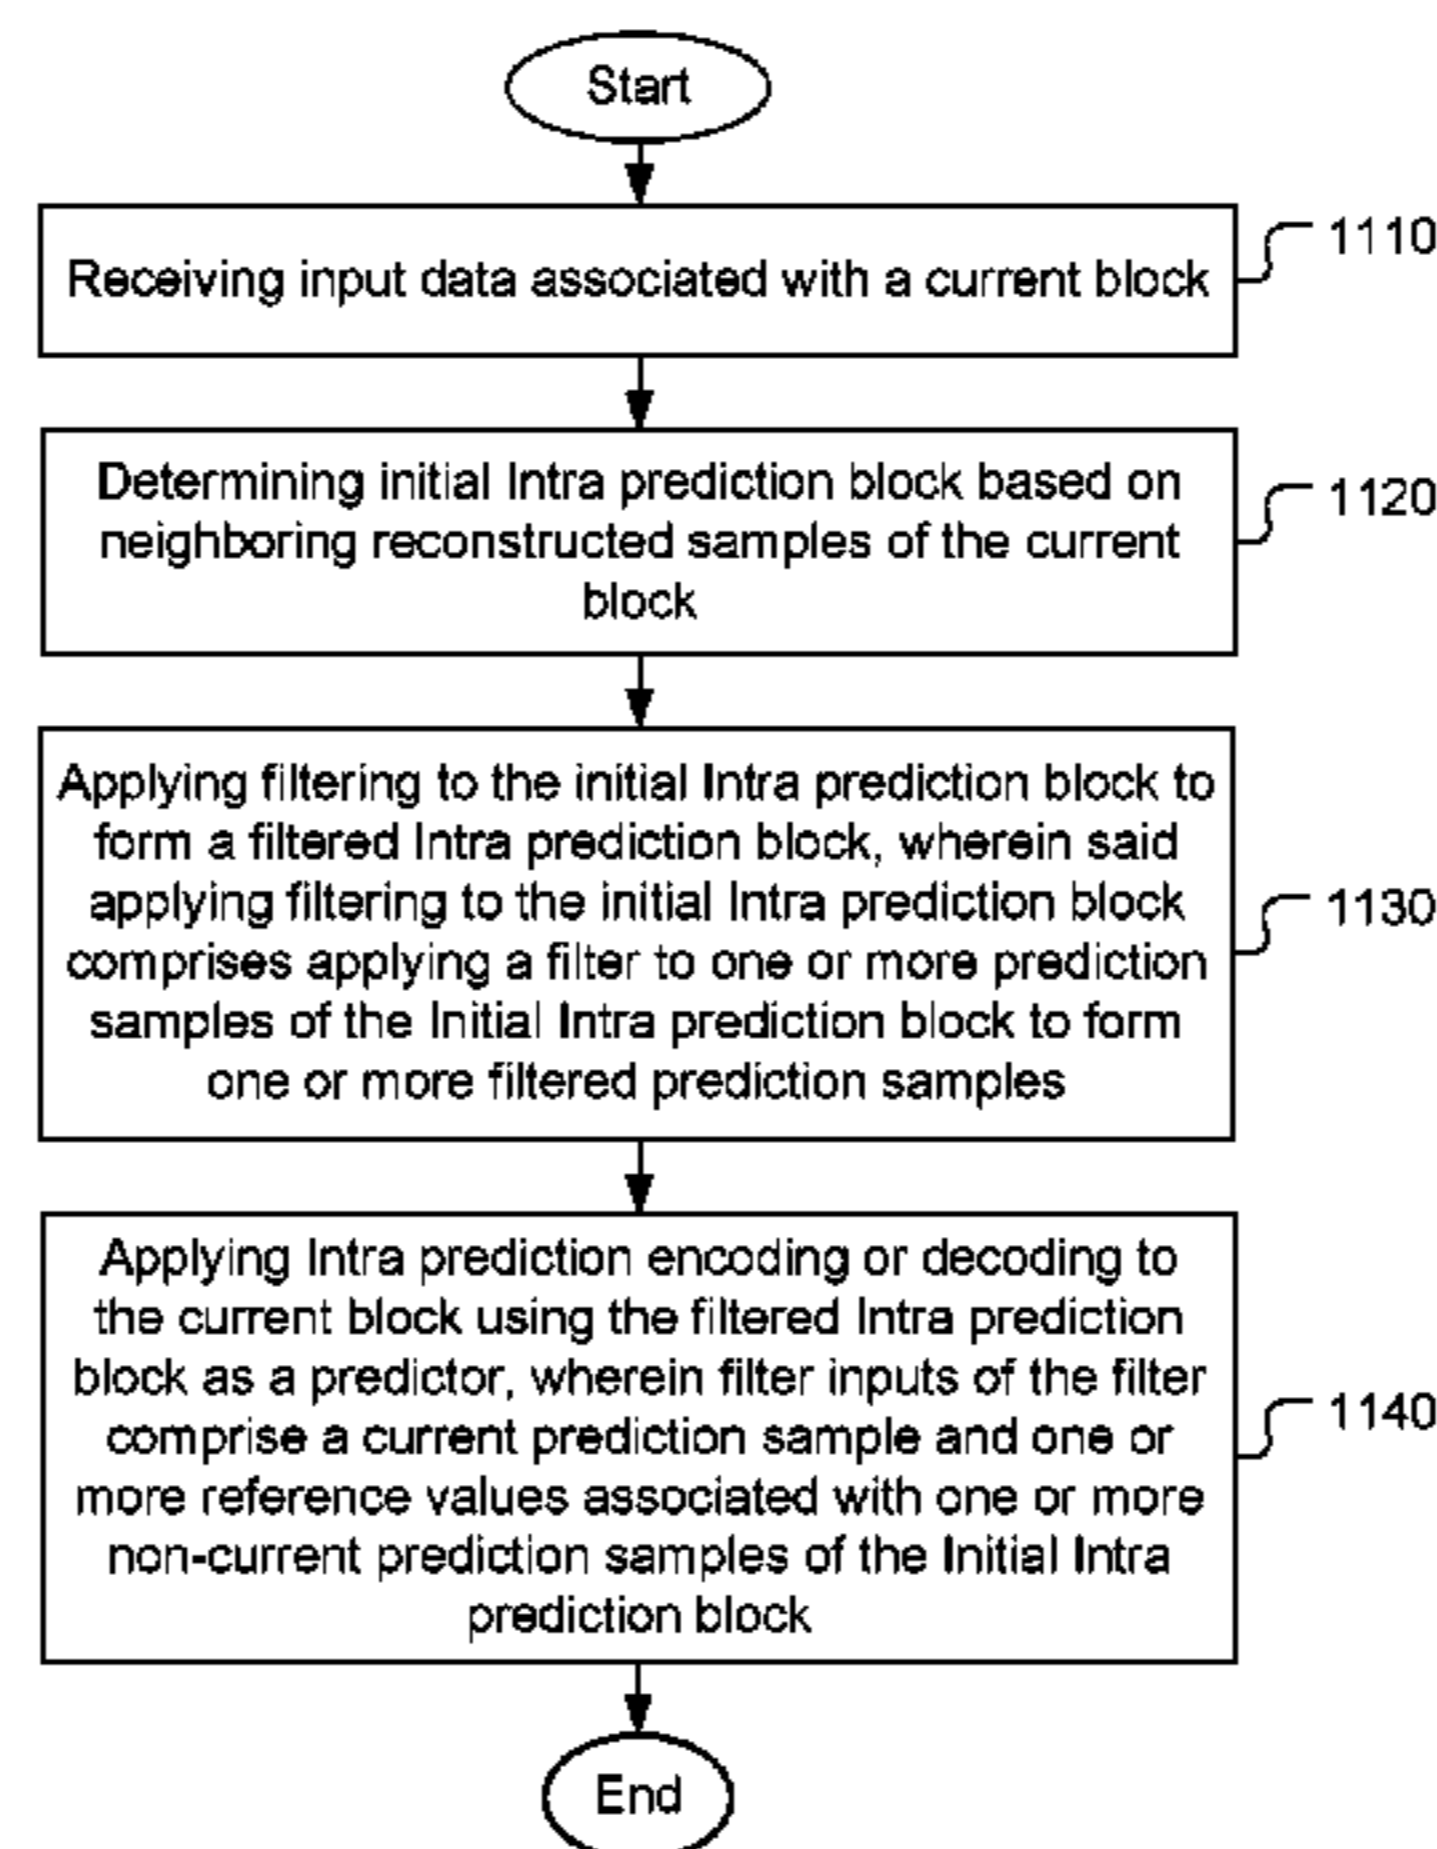 Start
Receiving input data associated with a current block
1110
Determining initial Intra prediction block based on
neighboring reconstructed samples of the current
block
1120
Applying filtering to the initial Intra prediction block to
form a filtered Intra prediction block, wherein said
applying filtering to the initial Intra prediction block
comprises applying a filter to one or more prediction
samples of the Initial Intra prediction block to form
one or more filtered prediction samples
1130
Applying Intra prediction encoding or decoding to
the current block using the filtered Intra prediction
block as a predictor, wherein filter inputs of the filter
comprise a current prediction sample and one or
more reference values associated with one or more
non-current prediction samples of the Initial Intra
prediction block
1140
End